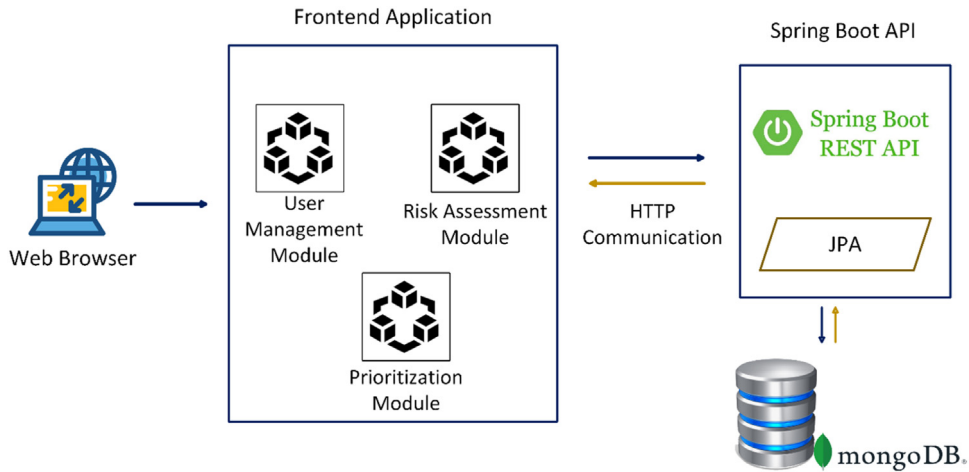 Frontend Application
Spring Boot API
Spring Boot
REST API
User
Management
Module
Risk Assessment
Module
HTTP
Communication
Web Browser
JPA
Prioritization
Module
mongoDB®